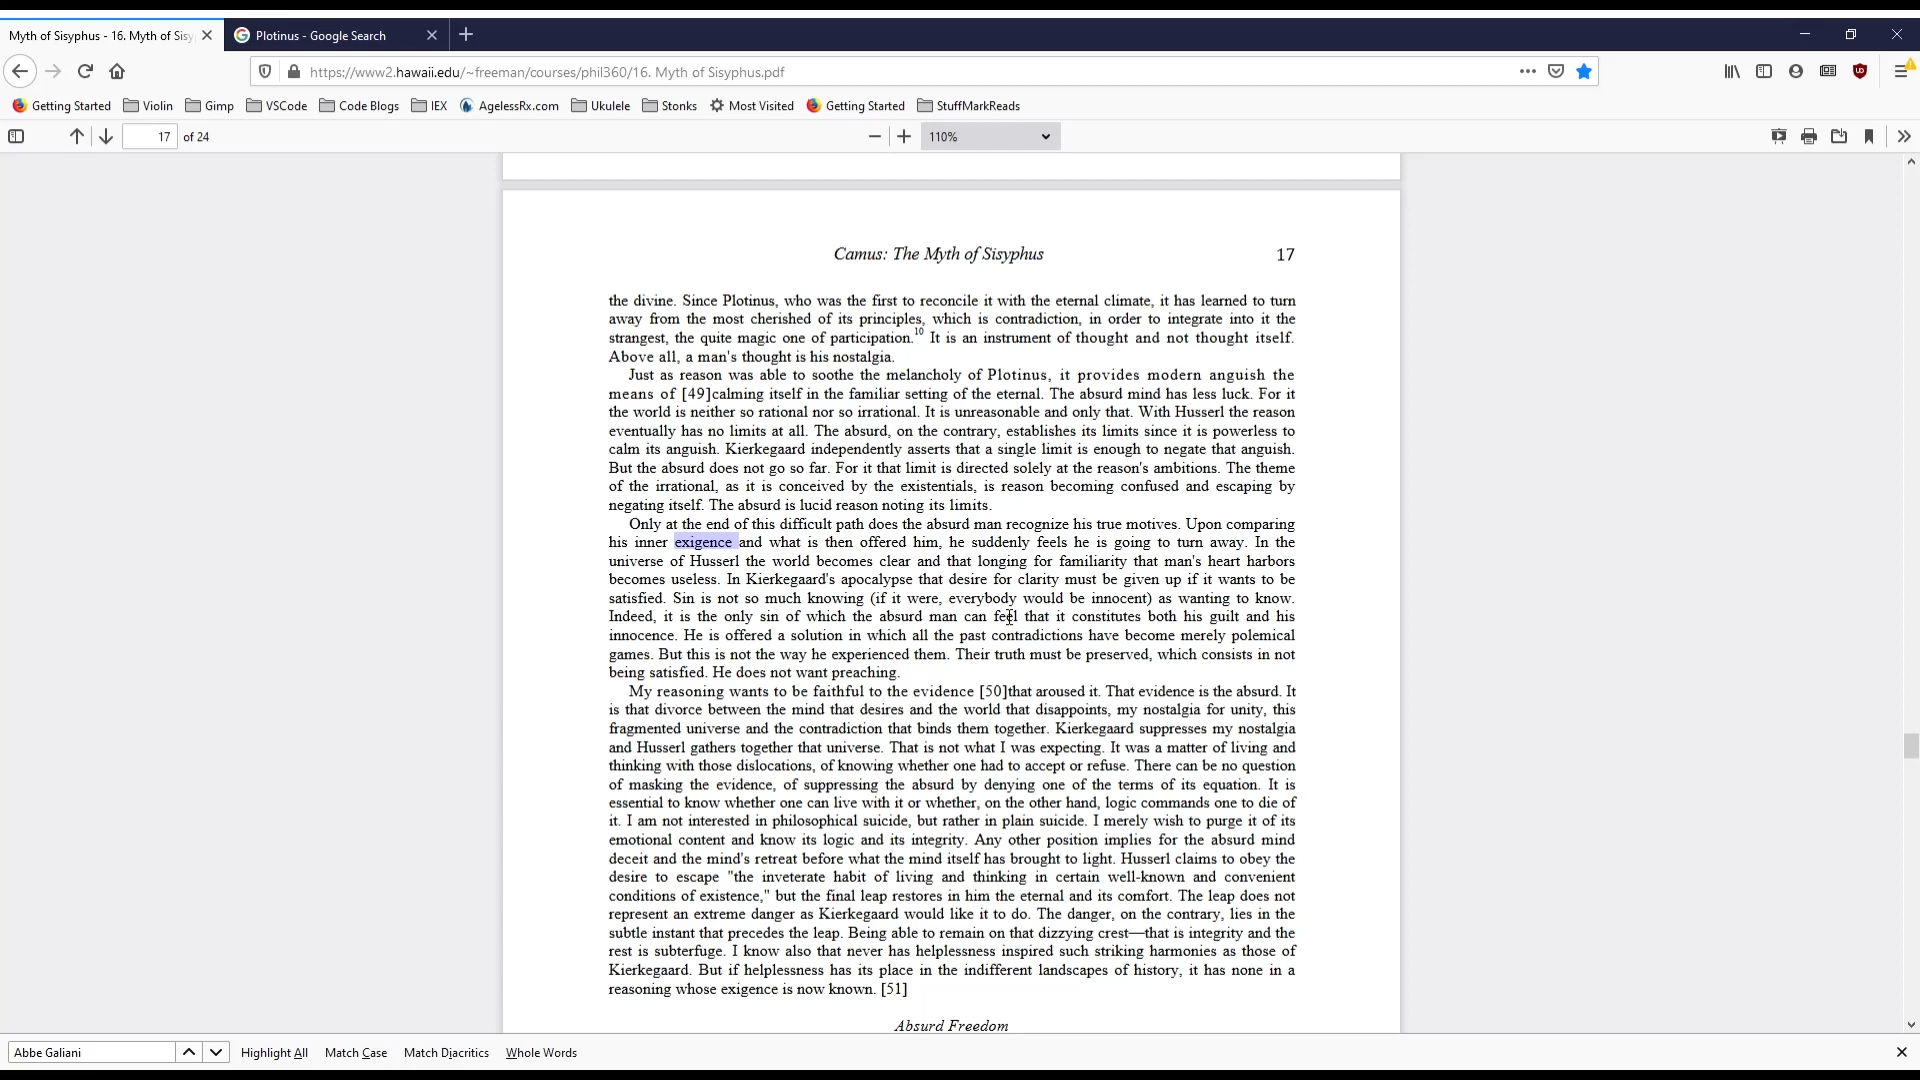 Myth of Sisyphus - 16. Myth of Sisy
Plotinus - Google Search
https://www2.hawaii.edu/~freeman/courses/phil360/16. Myth of Sisyphus.pdf
Getting Started Violin Gimp VSCode Code Blogs IEX AgelessRx.com Ukulele Stonks Most Visited Getting Started StuffMarkReads
17 of 24
110%
Camus: The Myth of Sisyphus 17
the divine. Since Plotinus, who was the first to reconcile it with the eternal climate, it has learned to turn
away from the most cherished of its principles, which is contradiction, in order to integrate into it the
strangest, the quite magic one of participation.10 It is an instrument of thought and not thought itself.
Above all, a man's thought is his nostalgia.
Just as reason was able to soothe the melancholy of Plotinus, it provides modern anguish the
means of [49]calming itself in the familiar setting of the eternal. The absurd mind has less luck. For it
the world is neither so rational nor so irrational. It is unreasonable and only that. With Husserl the reason
eventually has no limits at all. The absurd, on the contrary, establishes its limits since it is powerless to
calm its anguish. Kierkegaard independently asserts that a single limit is enough to negate that anguish.
But the absurd does not go so far. For it that limit is directed solely at the reason's ambitions. The theme
of the irrational, as it is conceived by the existentials, is reason becoming confused and escaping by
negating itself. The absurd is lucid reason noting its limits.
Only at the end of this difficult path does the absurd man recognize his true motives. Upon comparing
his inner exigence and what is then offered him, he suddenly feels he is going to turn away. In the
universe of Husserl the world becomes clear and that longing for familiarity that man's heart harbors
becomes useless. In Kierkegaard's apocalypse that desire for clarity must be given up if it wants to be
satisfied. Sin is not so much knowing (if it were, everybody would be innocent) as wanting to know.
Indeed, it is the only sin of which the absurd man can feel that it constitutes both his guilt and his
innocence. He is offered a solution in which all the past contradictions have become merely polemical
games. But this is not the way he experienced them. Their truth must be preserved, which consists in not
being satisfied. He does not want preaching.
My reasoning wants to be faithful to the evidence [50]that aroused it. That evidence is the absurd. It
is that divorce between the mind that desires and the world that disappoints, my nostalgia for unity, this
fragmented universe and the contradiction that binds them together. Kierkegaard suppresses my nostalgia
and Husserl gathers together that universe. That is not what I was expecting. It was a matter of living and
thinking with those dislocations, of knowing whether one had to accept or refuse. There can be no question
of masking the evidence, of suppressing the absurd by denying one of the terms of its equation. It is
essential to know whether one can live with it or whether, on the other hand, logic commands one to die of
it. I am not interested in philosophical suicide, but rather in plain suicide. I merely wish to purge it of its
emotional content and know its logic and its integrity. Any other position implies for the absurd mind
deceit and the mind's retreat before what the mind itself has brought to light. Husserl claims to obey the
desire to escape "the inveterate habit of living and thinking in certain well-known and convenient
conditions of existence," but the final leap restores in him the eternal and its comfort. The leap does not
represent an extreme danger as Kierkegaard would like it to do. The danger, on the contrary, lies in the
subtle instant that precedes the leap. Being able to remain on that dizzying crest—that is integrity and the
rest is subterfuge. I know also that never has helplessness inspired such striking harmonies as those of
Kierkegaard. But if helplessness has its place in the indifferent landscapes of history, it has none in a
reasoning whose exigence is now known. [51]
Absurd Freedom
Abbe Galiani Highlight All Match Case Match Diacritics Whole Words